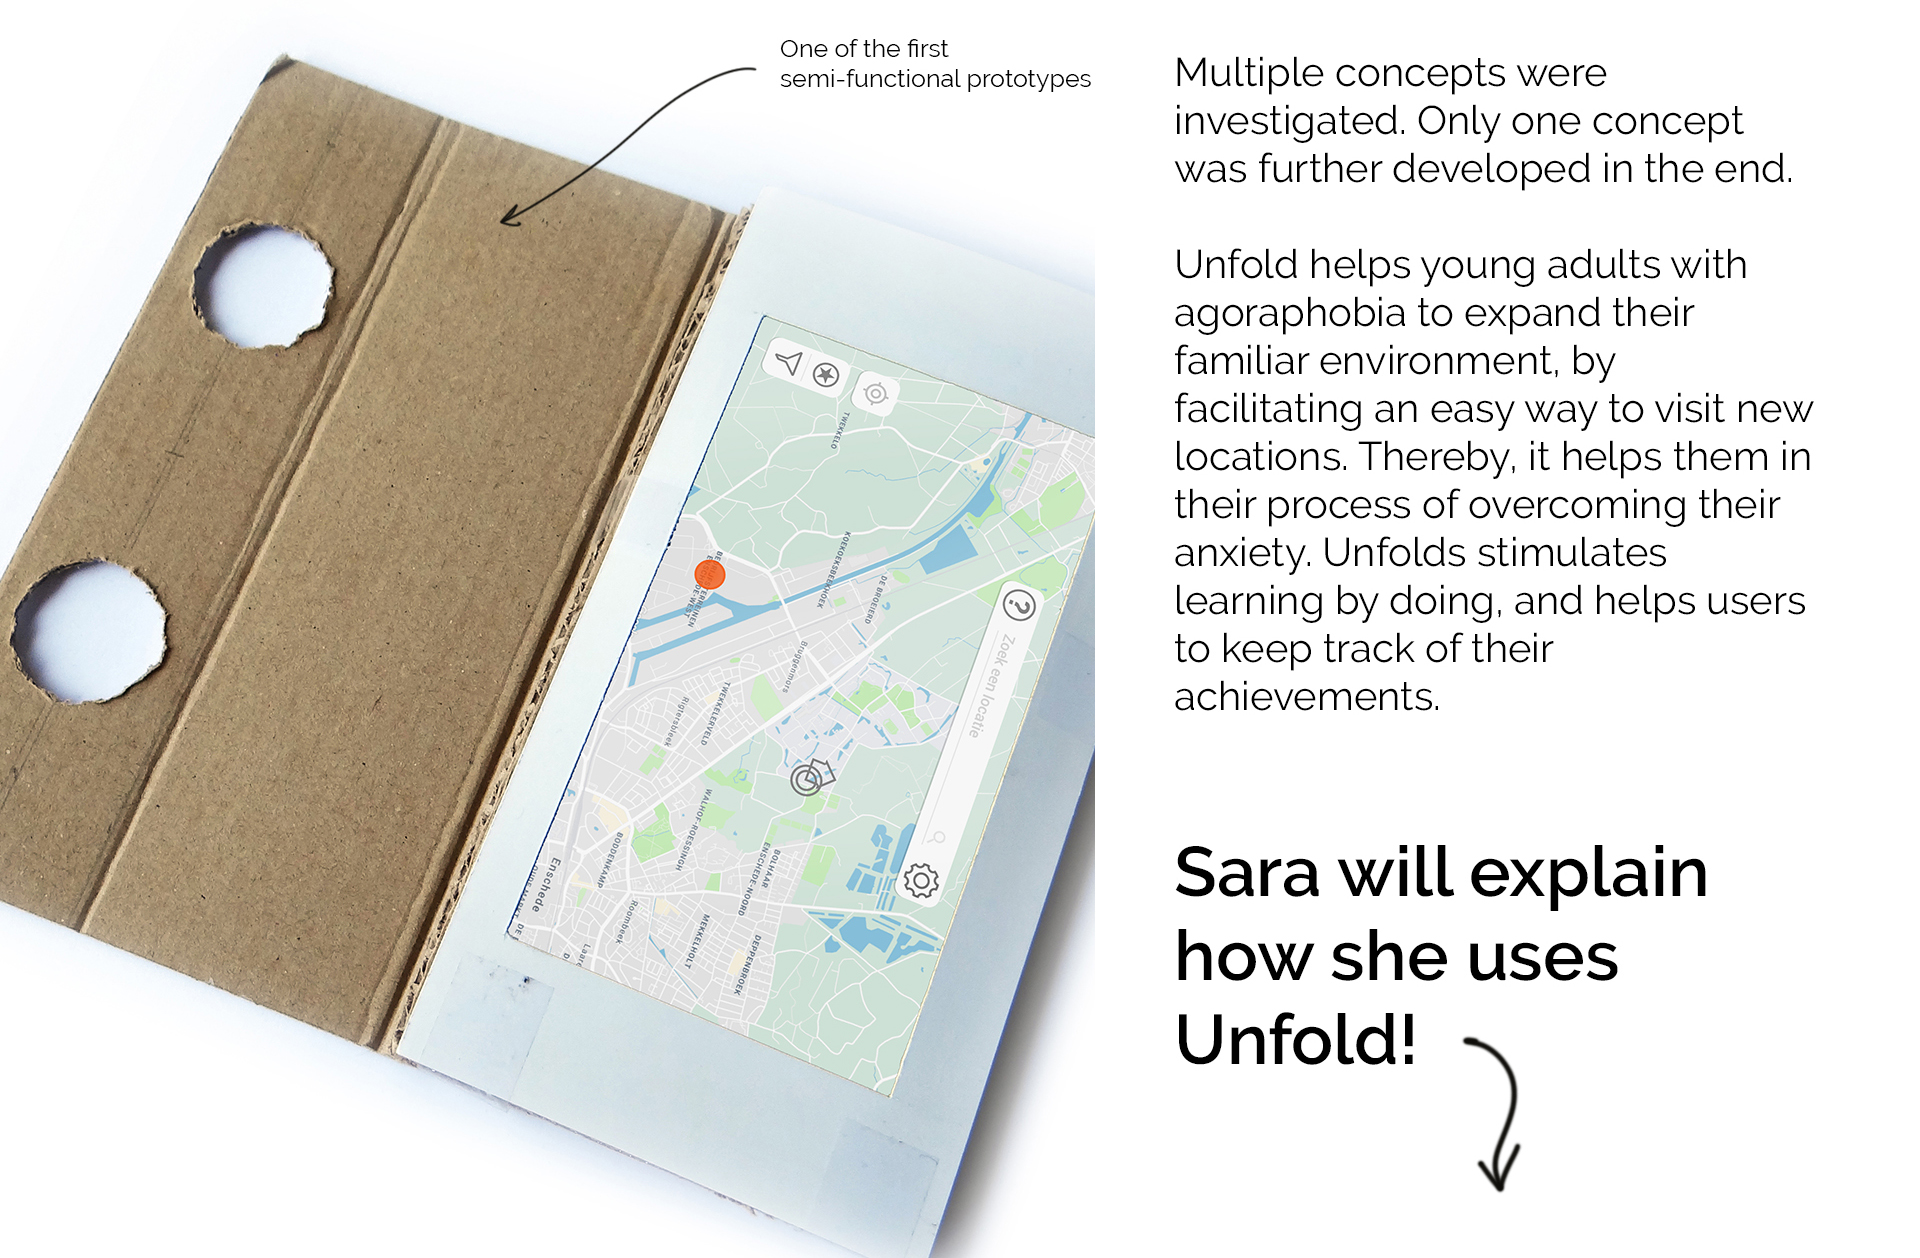 One of the first
semi-functional prototypes
Multiple concepts were
investigated. Only one concept
was further developed in the end.
Unfold helps young adults with
agoraphobia to expand their
familiar environment, by
facilitating an easy way to visit new
locations. Thereby, it helps them in
their process of overcoming their
anxiety. Unfolds stimulates
learning by doing, and helps users
to keep track of their
achievements.
Sara will explain
how she uses
Unfold!
TWEKKELO
KOEKOEKSBEEKHOEK
DE BROEIERD
Bruggenmors
TWEKKELERVELD
Rigtersbleek
Zoek een locatie
WALHOF-ROESSINGH
BODDENKAMP
BOLHAAR
ENSCHEDE-NOORD
Enschede
Roombeek
MEKKELHOLT
DEPPENBROEK